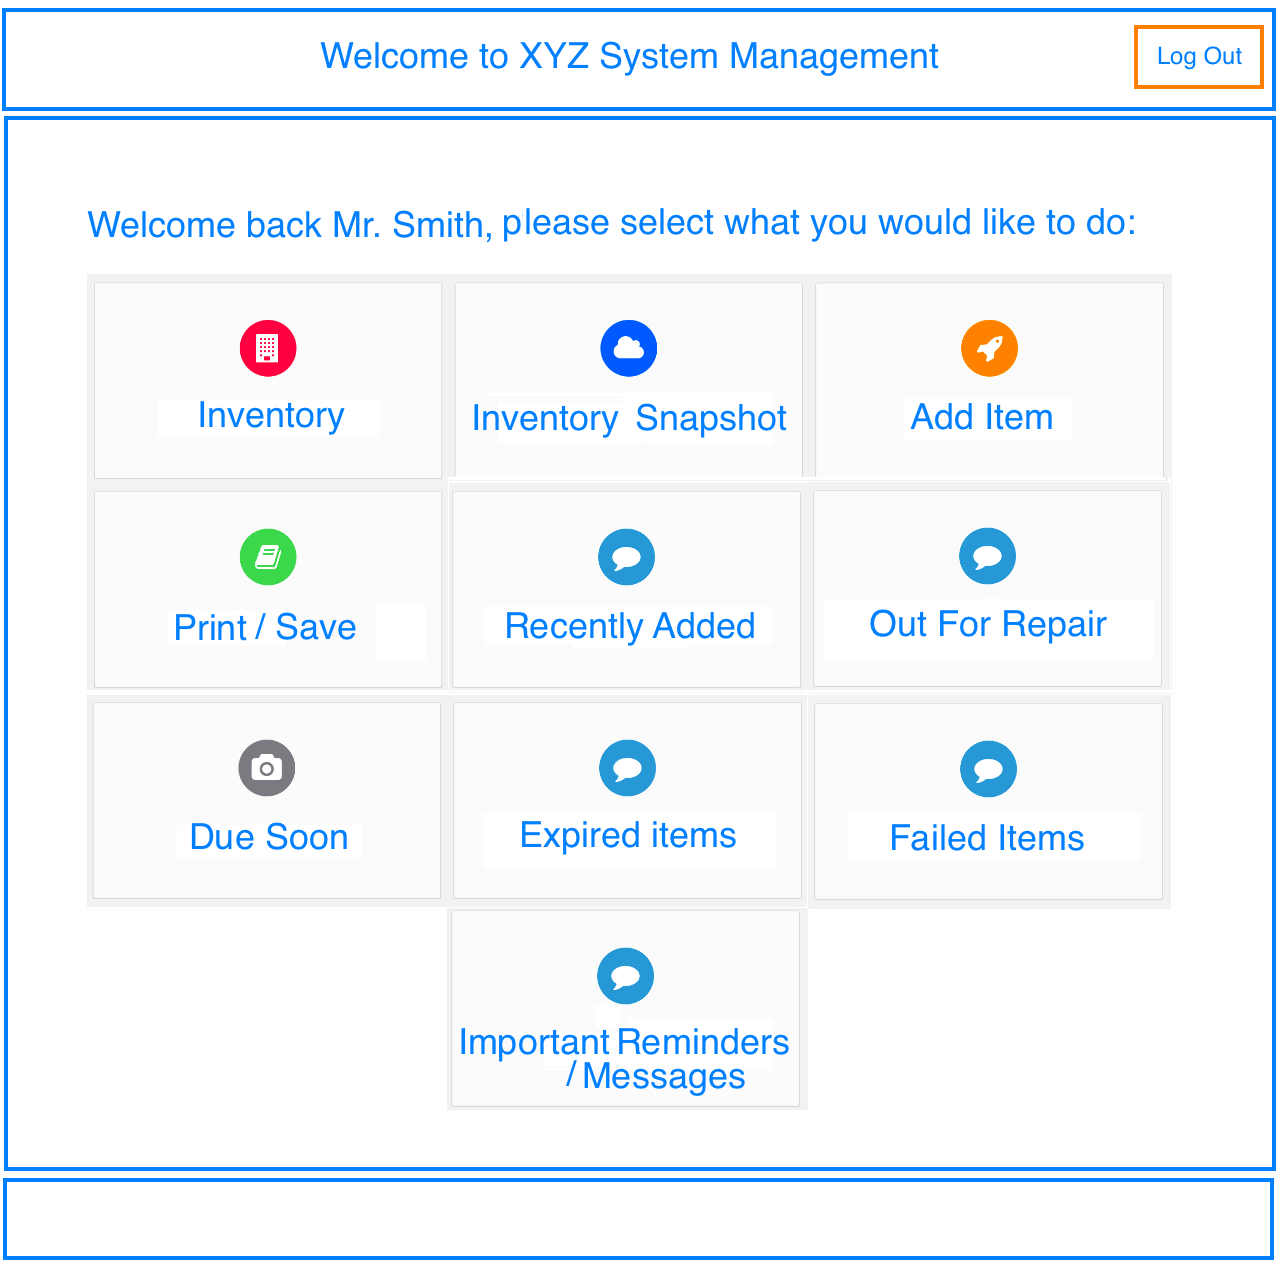 Welcome to XYZ System Management
Log Out
Welcome back Mr. Smith, please select what you would like to do:
Inventory
Inventory Snapshot
Add Item
Print / Save
Recently Added
Out For Repair
Due Soon
Expired items
Failed Items
Important Reminders
/ Messages